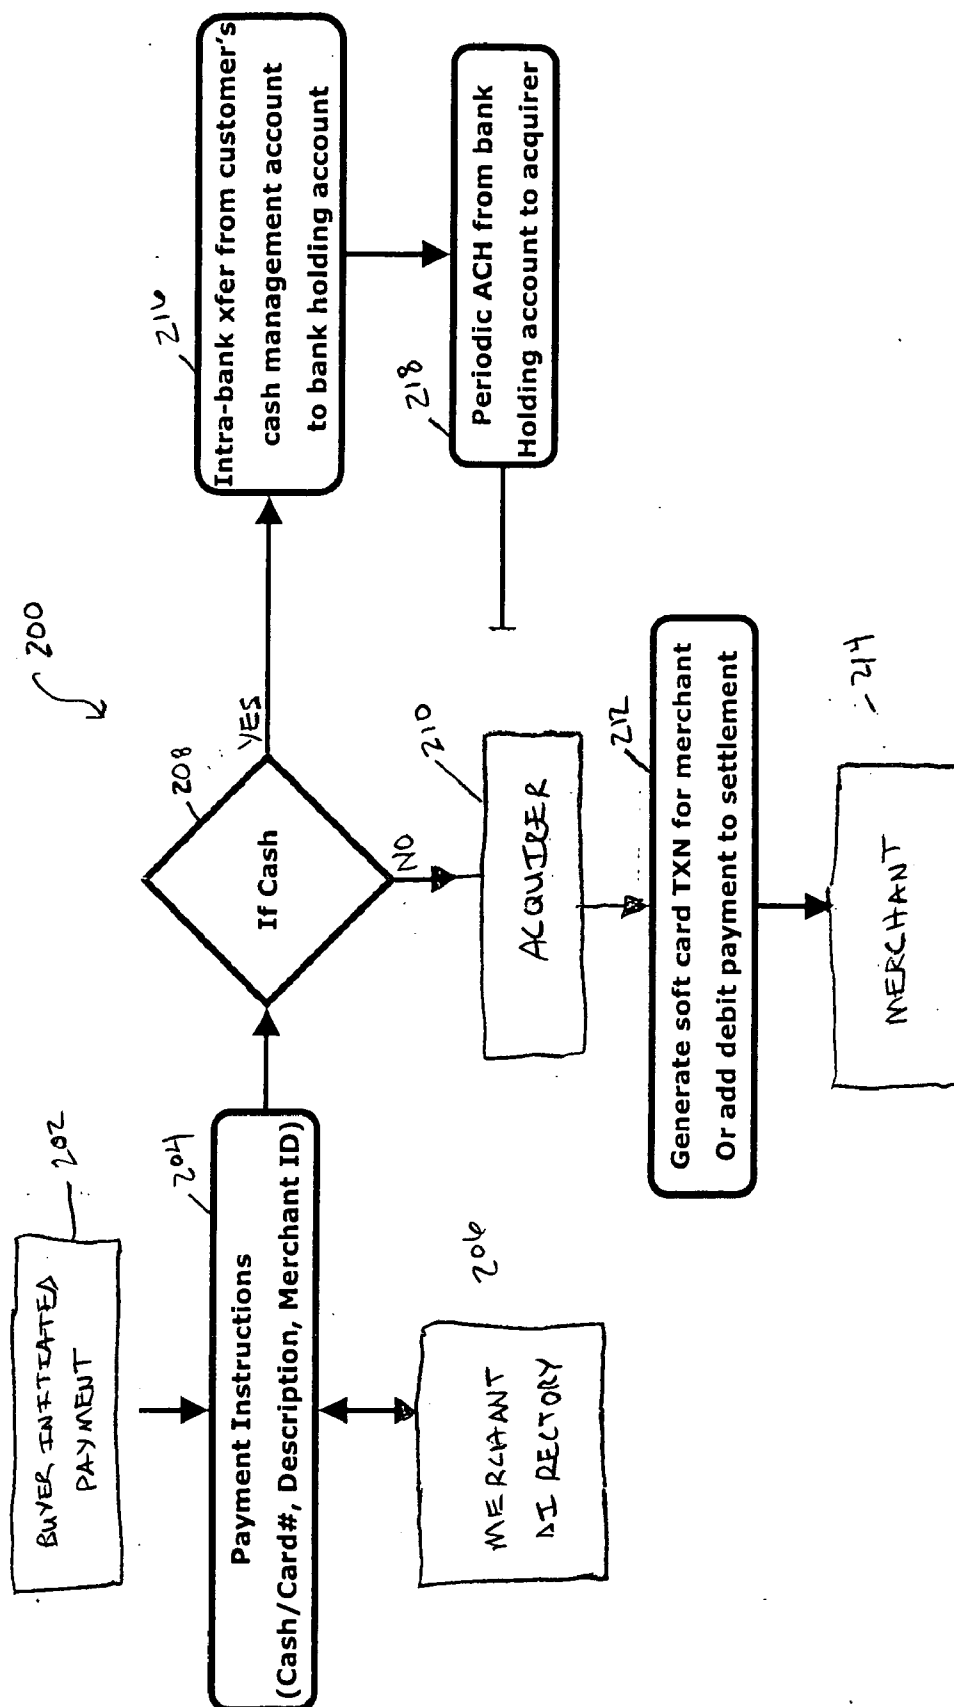 200
BUYER INITIATED
PAYMENT
202
204
Payment Instructions
(Cash/Card#, Description, Merchant ID)
MERCHANT
DIRECTORY
206
208
If Cash
YES
NO
210
ACQUIRER
212
Generate soft card TXN for merchant
Or add debit payment to settlement
MERCHANT
214
216
Intra-bank xfer from customer's
cash management account
to bank holding account
218
Periodic ACH from bank
Holding account to acquirer